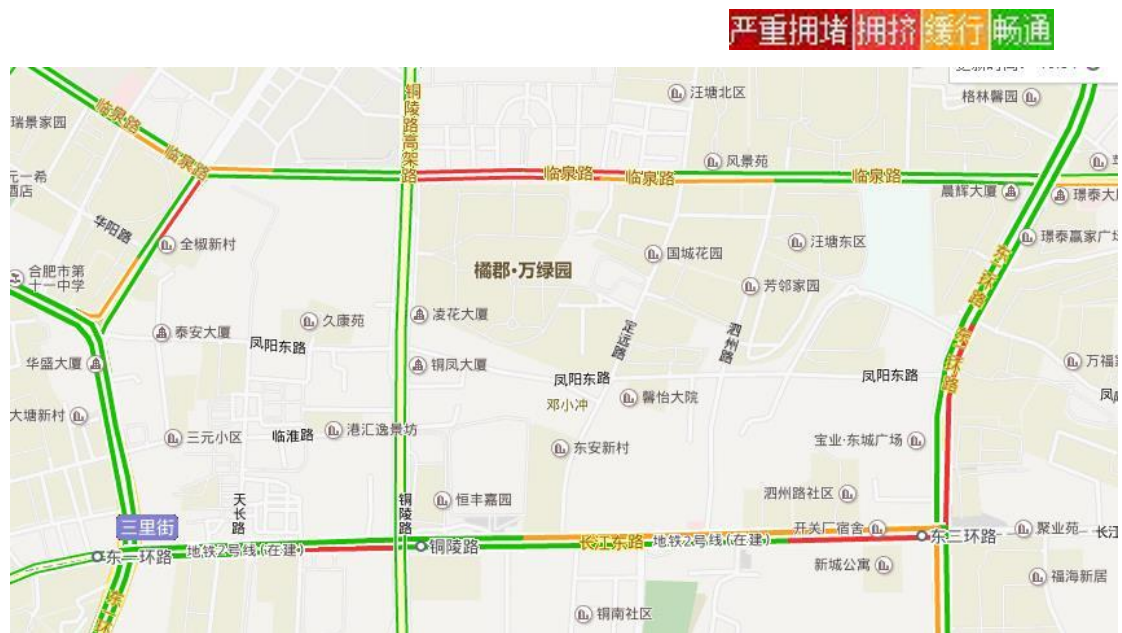 严重拥堵 拥挤 缓行 畅通
汪塘北区
格林馨园
铜陵路高架路
临泉路
瑞景家园
临泉路
风景苑
临泉路
临泉路
临泉路
元一希
酒店
晨辉大厦
璟泰大
华阳路
全椒新村
国城花园
汪塘东区
璟泰赢家广
合肥市第
十一中学
橘郡·万绿园
东二环路
芳邻家园
泰安大厦
久康苑
凌花大厦
定远路
泗州路
凤阳东路
东二环路
华盛大厦
铜凤大厦
凤阳东路
凤阳东路
万福
凤
邓小冲
馨怡大院
大塘新村
三元小区
临淮路
港汇逸景坊
东安新村
宝业·东城广场
天长路
铜陵路
恒丰嘉园
泗州路社区
三里街
开关厂宿舍
聚业苑
长江
东一环路
地铁2号线(在建)
铜陵路
长江东路
地铁2号线(在建)
东三环路
新城公寓
福海新居
铜南社区